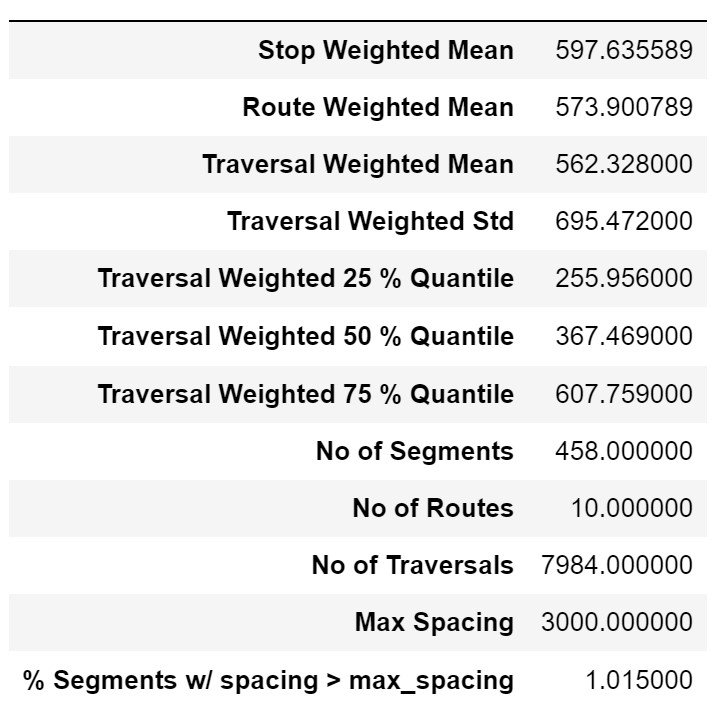 Stop Weighted Mean 597.635589
Route Weighted Mean 573.900789
Traversal Weighted Mean 562.328000
Traversal Weighted Std 695.472000
Traversal Weighted 25 % Quantile 255.956000
Traversal Weighted 50 % Quantile 367.469000
Traversal Weighted 75 % Quantile 607.759000
No of Segments 458.000000
No of Routes 10.000000
No of Traversals 7984.000000
Max Spacing 3000.000000
% Segments w/ spacing > max_spacing 1.015000